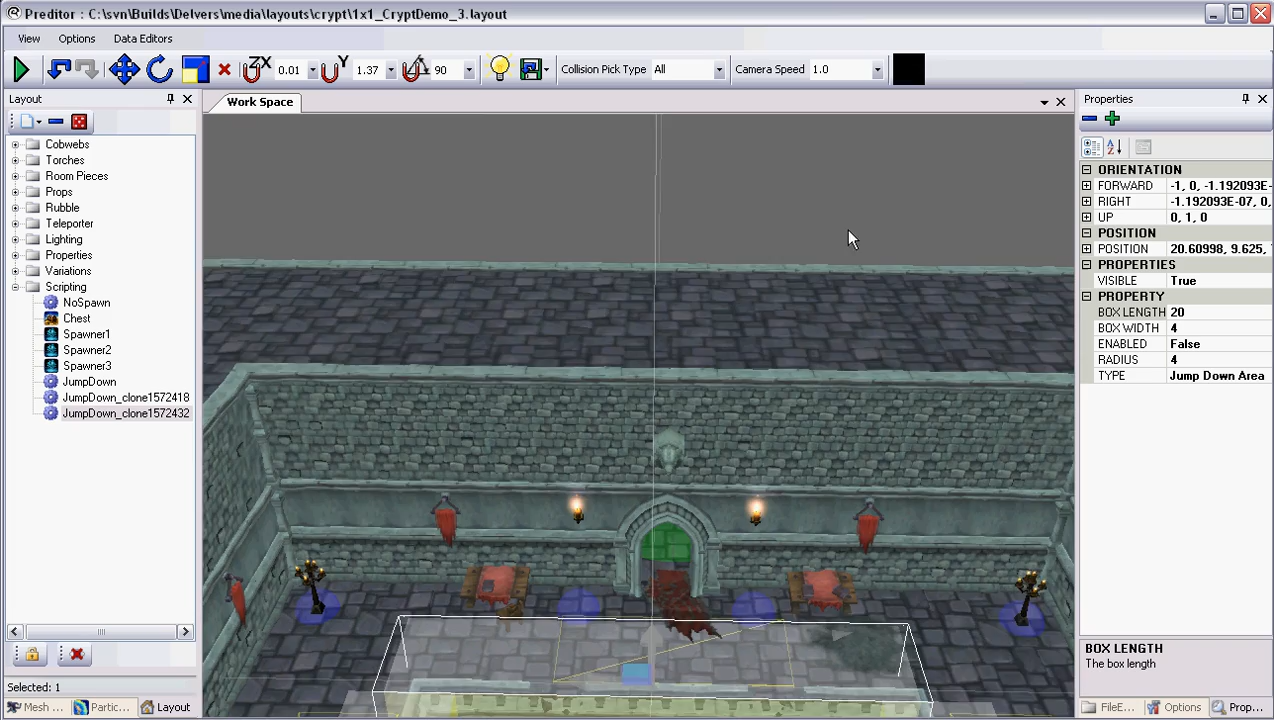 Preditor : C:\svn\Builds\Delvers\media\layouts\crypt\1x1_CryptDemo_3.layout
View Options Data Editors
ZX 0.01 Y 1.37 90 Collision Pick Type All Camera Speed 1.0
Layout
Work Space
Properties
Cobwebs
Torches
Room Pieces
Props
Rubble
Teleporter
Lighting
Properties
Variations
Scripting
NoSpawn
Chest
Spawner1
Spawner2
Spawner3
JumpDown
JumpDown_clone1572418
JumpDown_clone1572432
ORIENTATION
FORWARD -1, 0, -1.192093E-
RIGHT -1.192093E-07, 0,
UP 0, 1, 0
POSITION
POSITION 20.60998, 9.625,
PROPERTIES
VISIBLE True
PROPERTY
BOX LENGTH 20
BOX WIDTH 4
ENABLED False
RADIUS 4
TYPE Jump Down Area
BOX LENGTH
The box length
Selected: 1
Mesh ... Partic... Layout
FileE... Options Prop...